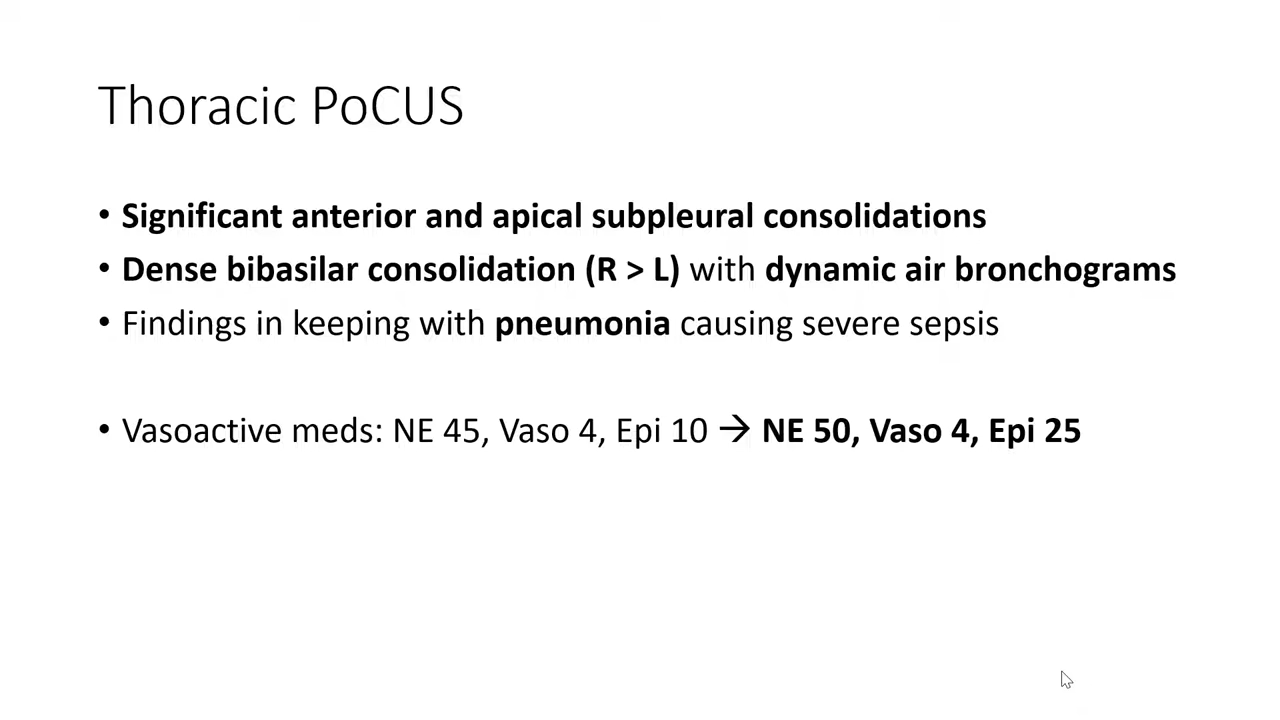 Thoracic PoCUS
• Significant anterior and apical subpleural consolidations
• Dense bibasilar consolidation (R > L) with dynamic air bronchograms
• Findings in keeping with pneumonia causing severe sepsis
• Vasoactive meds: NE 45, Vaso 4, Epi 10 → NE 50, Vaso 4, Epi 25